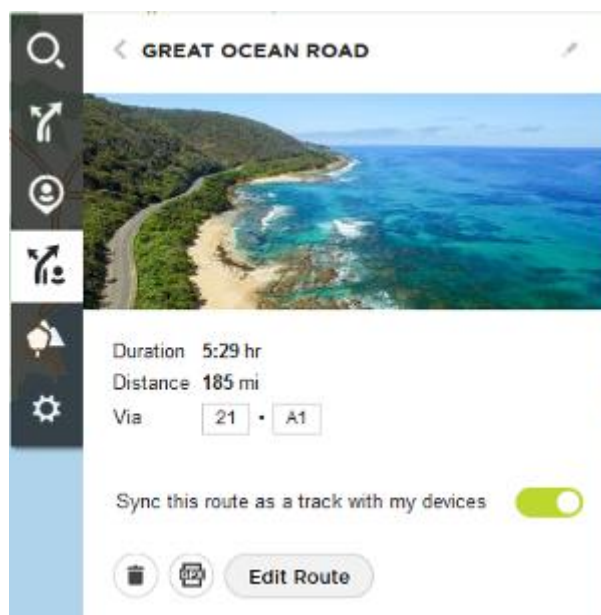 GREAT OCEAN ROAD
Duration 5:29 hr
Distance 185 mi
Via 21 • A1
Sync this route as a track with my devices
Edit Route